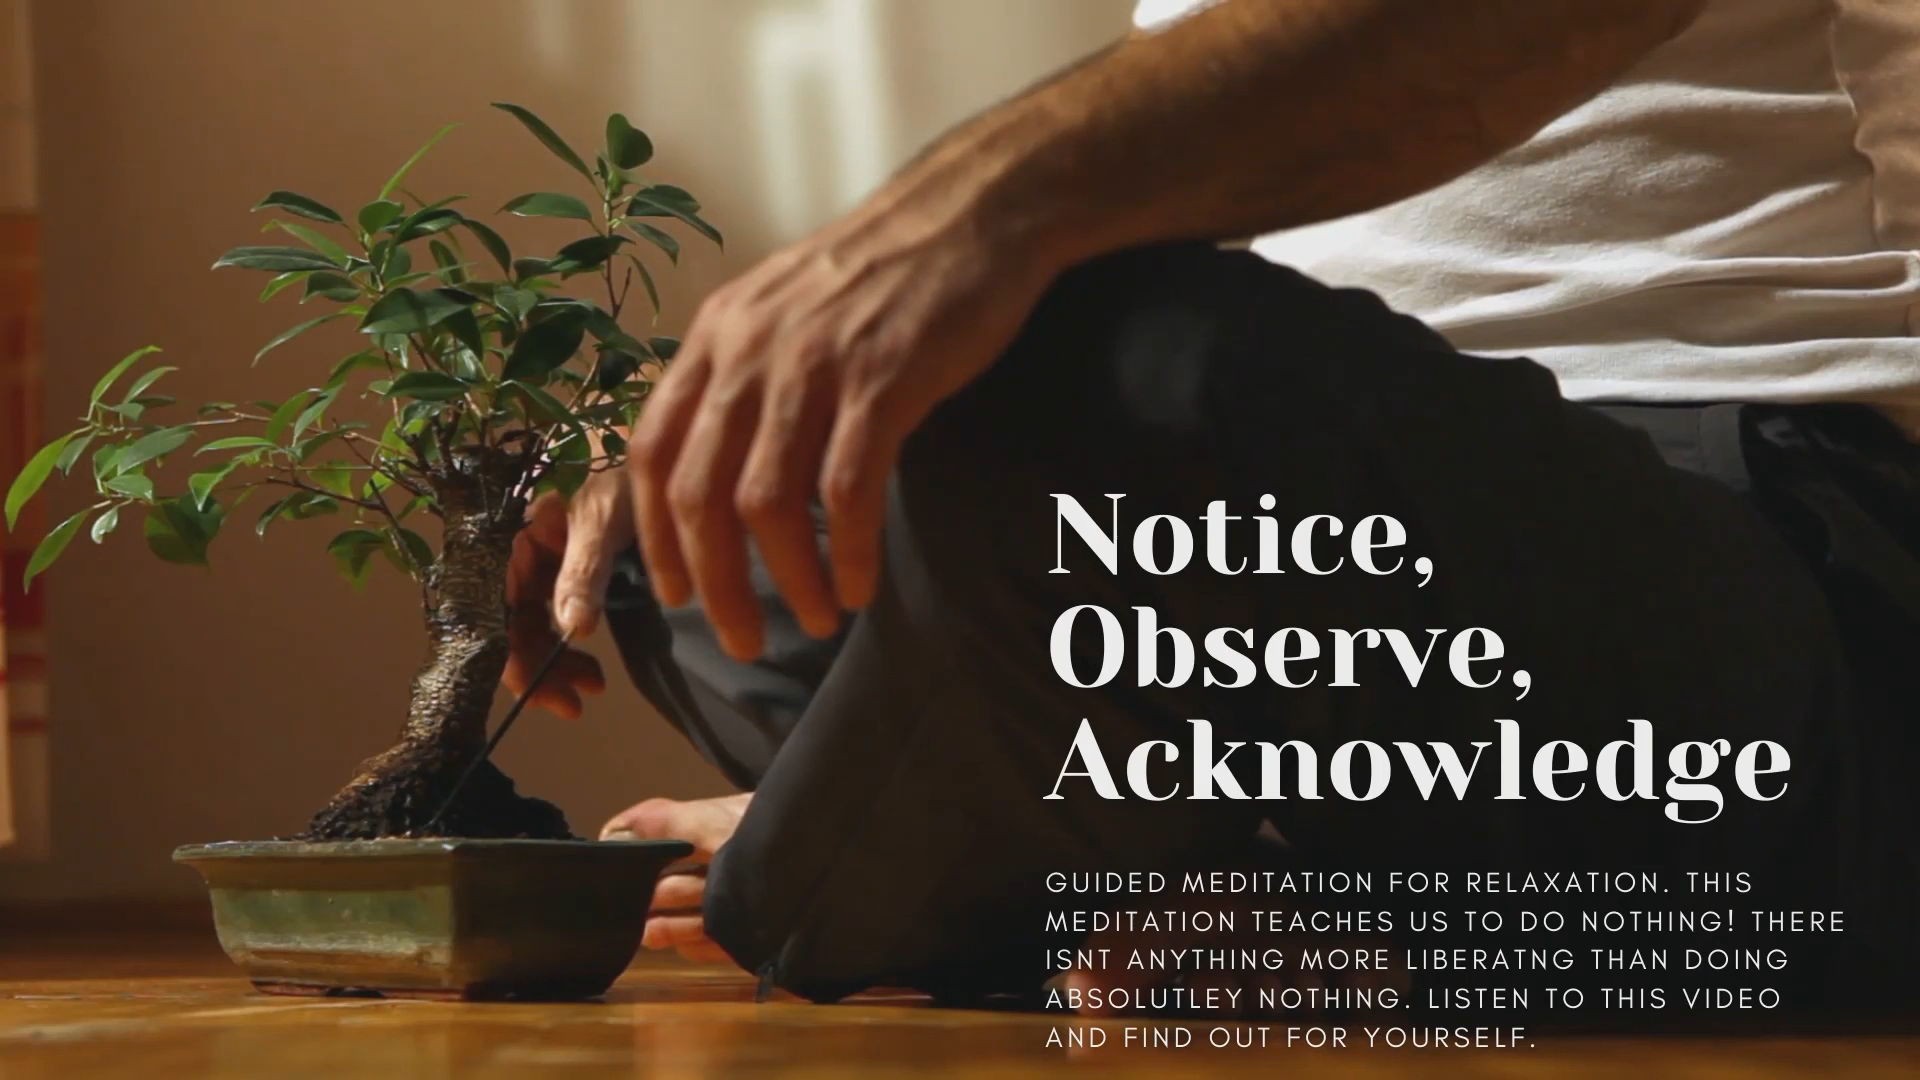 Notice,
Observe,
Acknowledge
GUIDED MEDITATION FOR RELAXATION. THIS
MEDITATION TEACHES US TO DO NOTHING! THERE
ISNT ANYTHING MORE LIBERATNG THAN DOING
ABSOLUTLEY NOTHING. LISTEN TO THIS VIDEO
AND FIND OUT FOR YOURSELF.